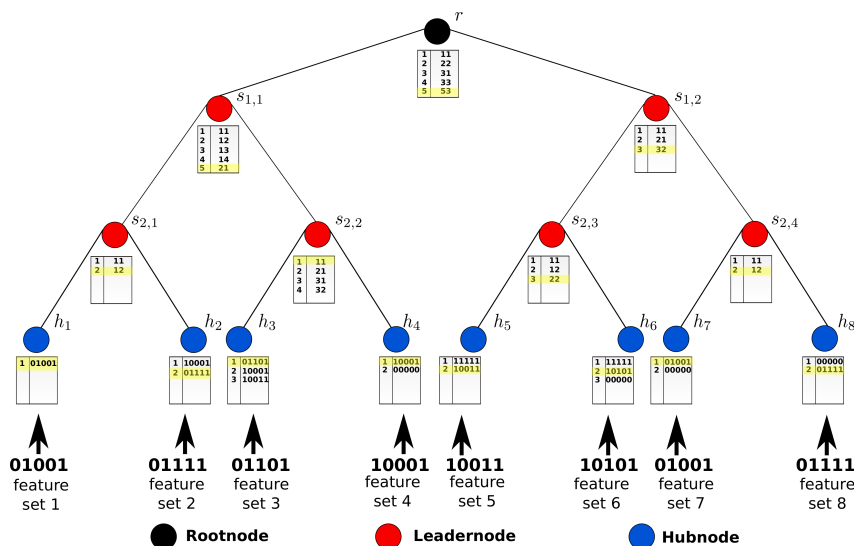 r
1 11
2 22
3 31
4 33
5 53
s1,1
1 11
2 12
3 13
4 14
5 21
s1,2
1 11
2 21
3 32
s2,1
1 11
2 12
s2,2
1 11
2 21
3 31
4 32
s2,3
1 11
2 12
3 22
s2,4
1 11
2 12
h1
1 01001
h2
1 10001
2 01111
h3
1 01101
2 10001
3 10011
h4
1 10001
2 00000
h5
1 11111
2 10011
h6
1 11111
2 10101
3 00000
h7
1 01001
2 00000
h8
1 00000
2 01111
01001
feature
set 1
01111
feature
set 2
01101
feature
set 3
10001
feature
set 4
10011
feature
set 5
10101
feature
set 6
01001
feature
set 7
01111
feature
set 8
Rootnode
Leadernode
Hubnode